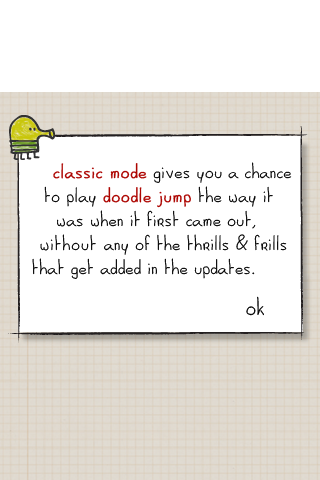 classic mode gives you a chance
to play doodle jump the way it
was when it first came out,
without any of the thrills & frills
that get added in the updates.
ok